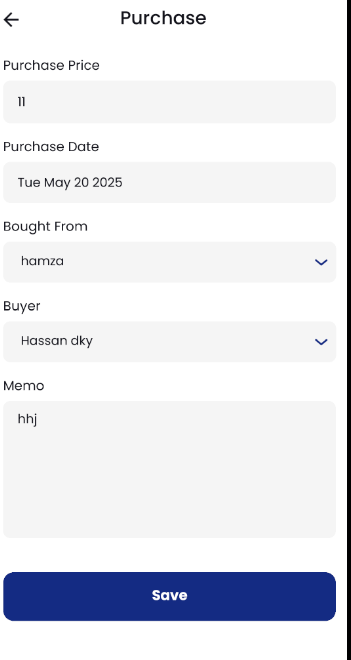 Purchase
Purchase Price
11
Purchase Date
Tue May 20 2025
Bought From
hamza
Buyer
Hassan dky
Memo
hhj
Save